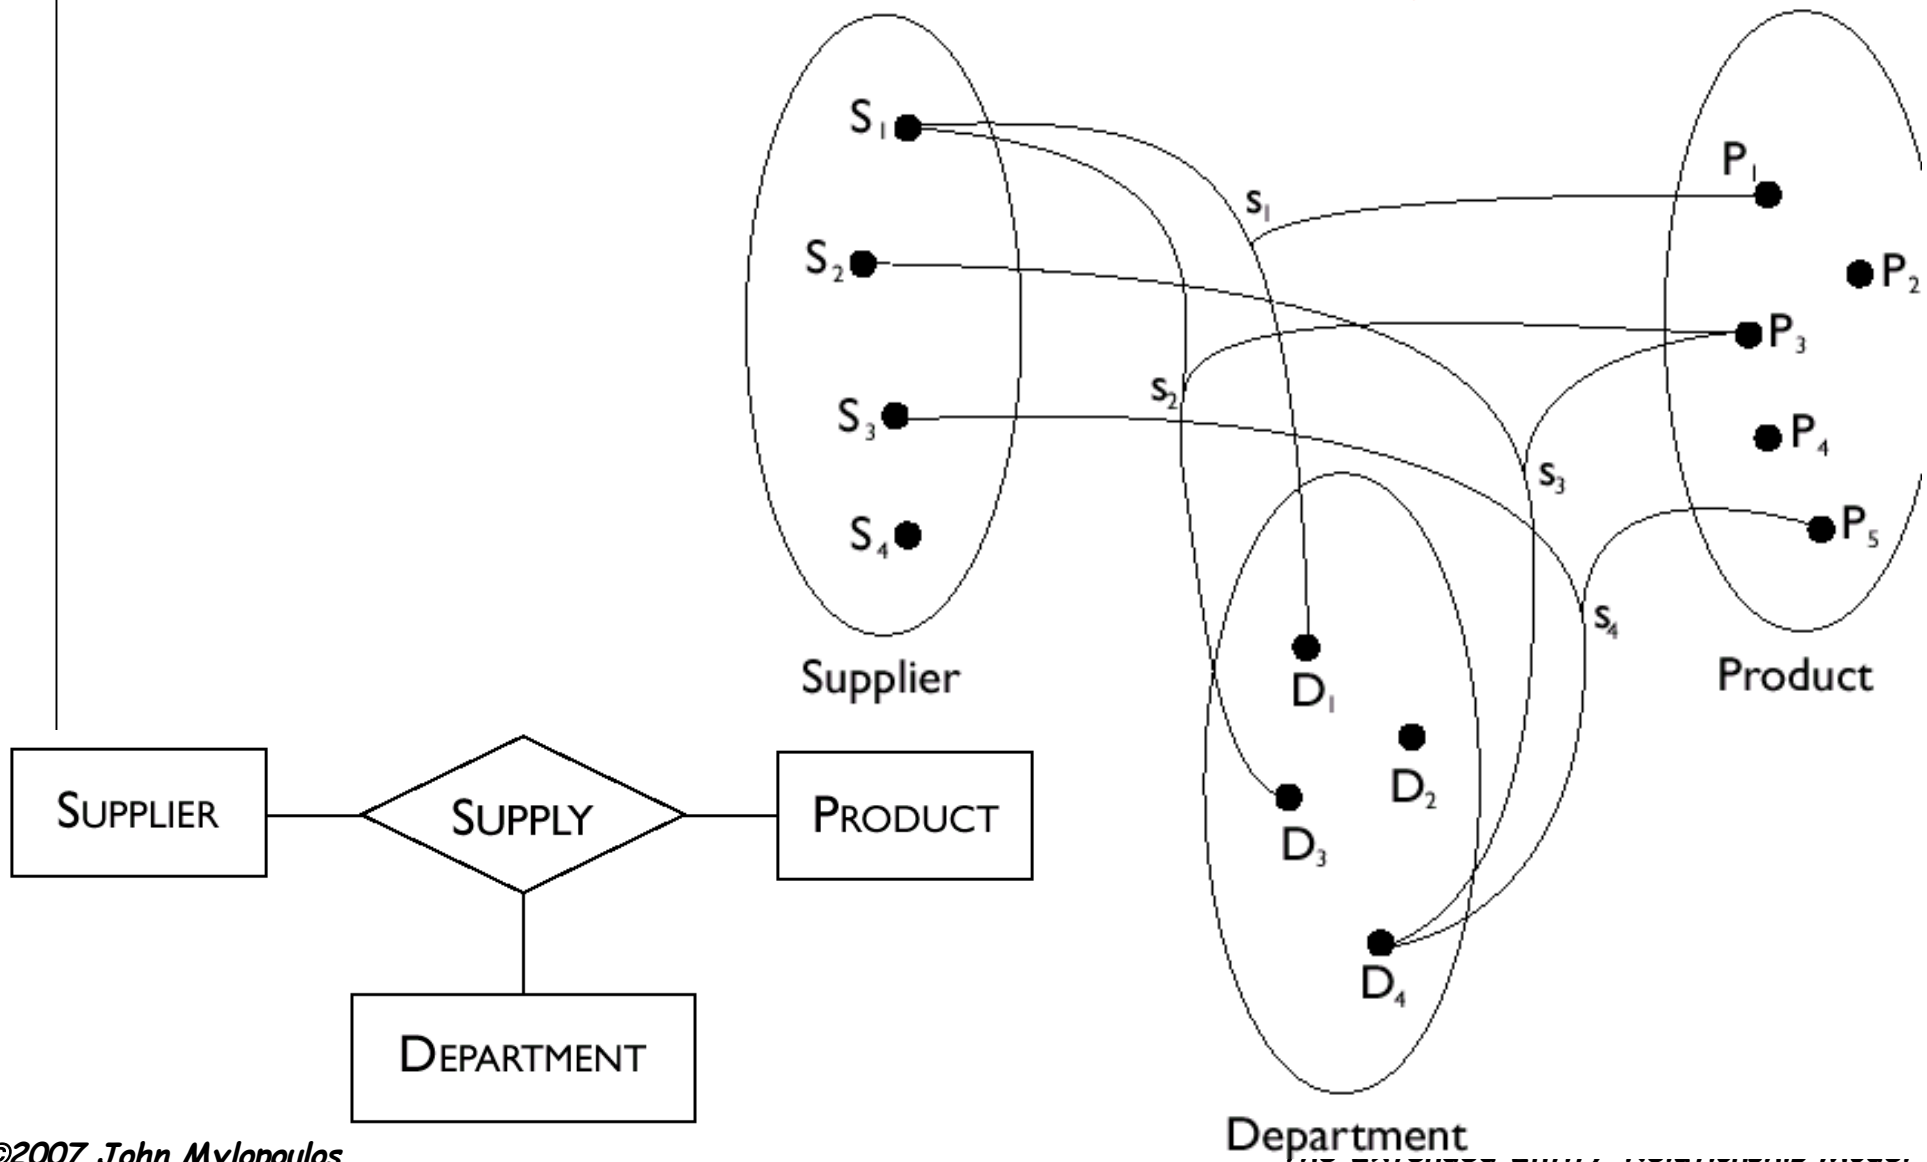 S₁
S₂
S₃
S₄
Supplier
s₁
s₂
s₃
s₄
P₁
P₂
P₃
P₄
P₅
Product
D₁
D₂
D₃
D₄
Department
SUPPLIER
SUPPLY
PRODUCT
DEPARTMENT
©2007 John Mylopoulos